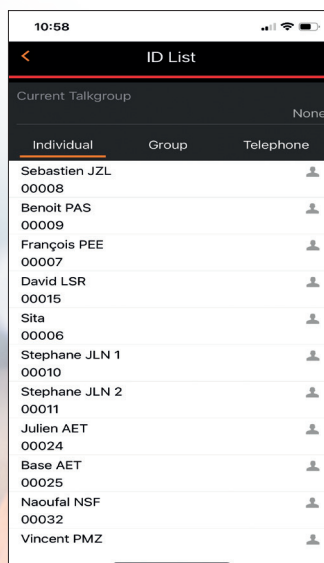 10:58
ID List
Current Talkgroup
None
Individual Group Telephone
Sebastien JZL
00008
Benoit PAS
00009
François PEE
00007
David LSR
00015
Sita
00006
Stephane JLN 1
00010
Stephane JLN 2
00011
Julien AET
00024
Base AET
00025
Naoufal NSF
00032
Vincent PMZ